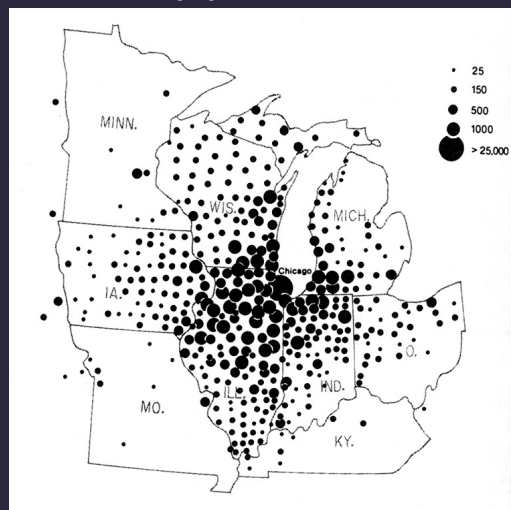 25
150
500
1000
> 25,000
MINN.
WIS.
MICH.
Chicago
IA.
O.
ILL.
IND.
MO.
KY.